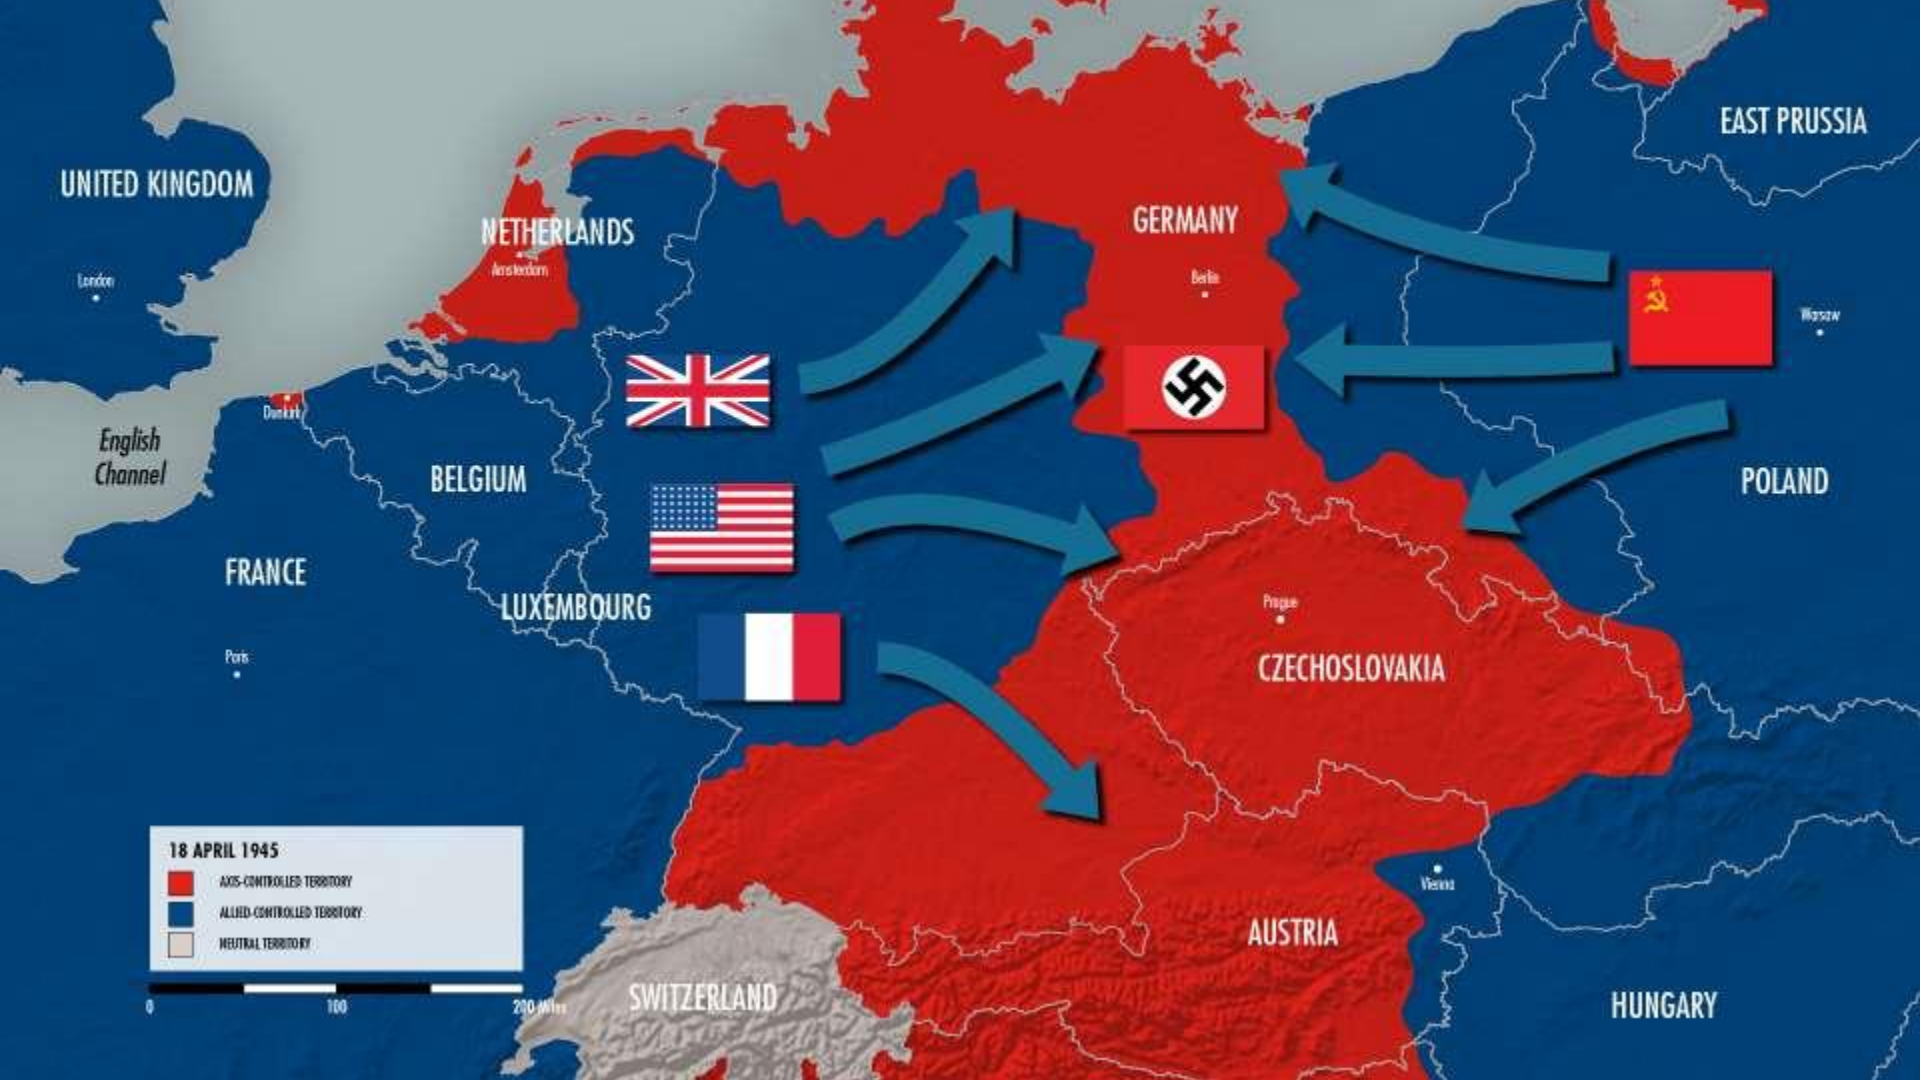 EAST PRUSSIA
UNITED KINGDOM
NETHERLANDS
GERMANY
Amsterdam
London
Berlin
Warsaw
Dunkirk
English
Channel
BELGIUM
POLAND
FRANCE
LUXEMBOURG
Prague
Paris
CZECHOSLOVAKIA
18 APRIL 1945
AXIS-CONTROLLED TERRITORY
ALLIED-CONTROLLED TERRITORY
NEUTRAL TERRITORY
Vienna
AUSTRIA
SWITZERLAND
HUNGARY
0 100 200 Miles